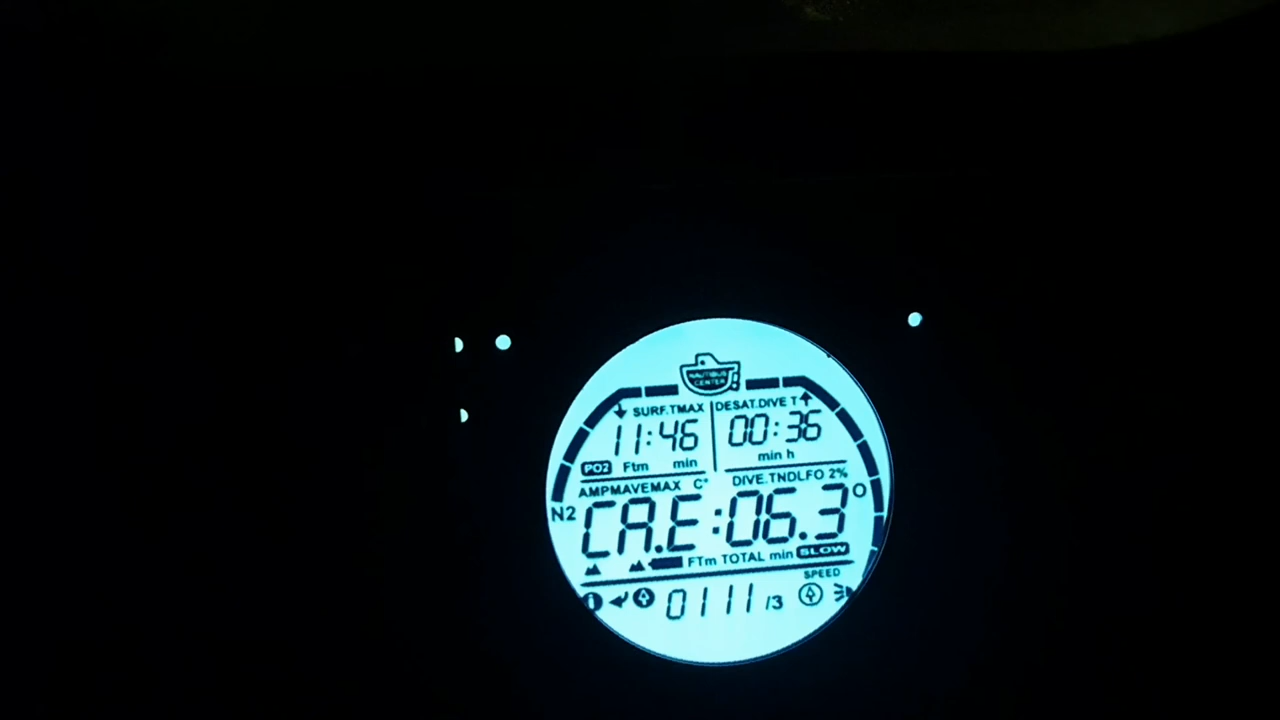 NAUTIBUS
CENTER
SURF.TMAX DESAT.DIVE T
11:46 00:36
PO2 Ftm min min h
AMPMAVEMAX C° DIVE.TNDLFO 2%
N2 CA.E:06.3 O
FTm TOTAL min SLOW
SPEED
0111 /3